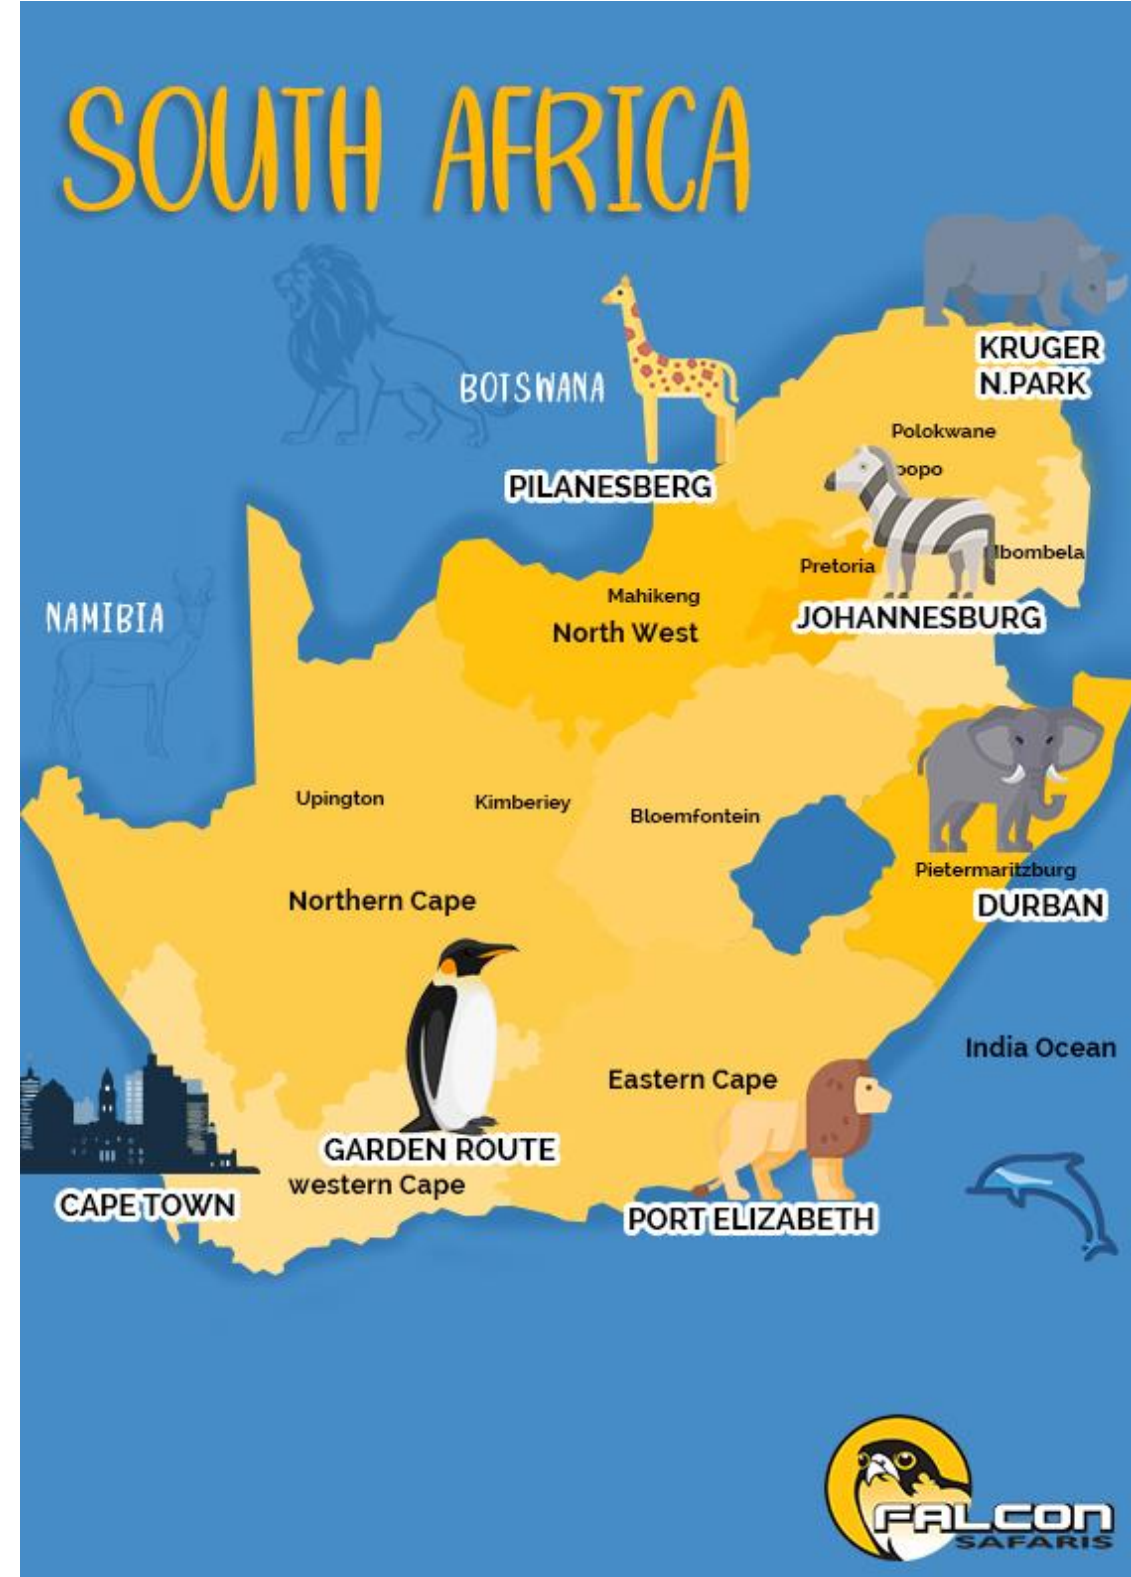 SOUTH AFRICA
BOTSWANA
KRUGER
N.PARK
Polokwane
PILANESBERG
Pretoria
Mahikeng
JOHANNESBURG
NAMIBIA
North West
Upington
Kimberiey
Bloemfontein
Pietermaritzburg
Northern Cape
DURBAN
India Ocean
Eastern Cape
GARDEN ROUTE
western Cape
CAPE TOWN
PORT ELIZABETH
FALCON
SAFARIS